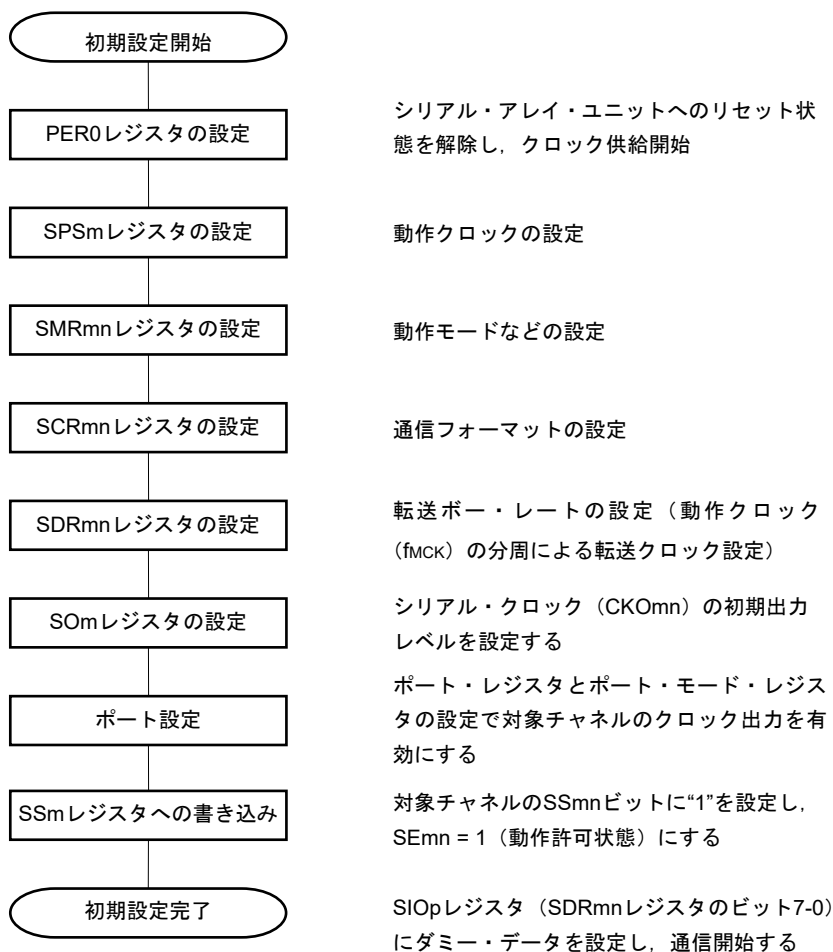 初期設定開始
PER0レジスタの設定
シリアル・アレイ・ユニットへのリセット状
態を解除し，クロック供給開始
SPSmレジスタの設定
動作クロックの設定
SMRmnレジスタの設定
動作モードなどの設定
SCRmnレジスタの設定
通信フォーマットの設定
SDRmnレジスタの設定
転送ボー・レートの設定（動作クロック
（fMCK）の分周による転送クロック設定）
SOmレジスタの設定
シリアル・クロック（CKOmn）の初期出力
レベルを設定する
ポート設定
ポート・レジスタとポート・モード・レジス
タの設定で対象チャネルのクロック出力を有
効にする
SSmレジスタへの書き込み
対象チャネルのSSmnビットに“1”を設定し，
SEmn = 1（動作許可状態）にする
初期設定完了
SIOpレジスタ（SDRmnレジスタのビット7-0）
にダミー・データを設定し，通信開始する